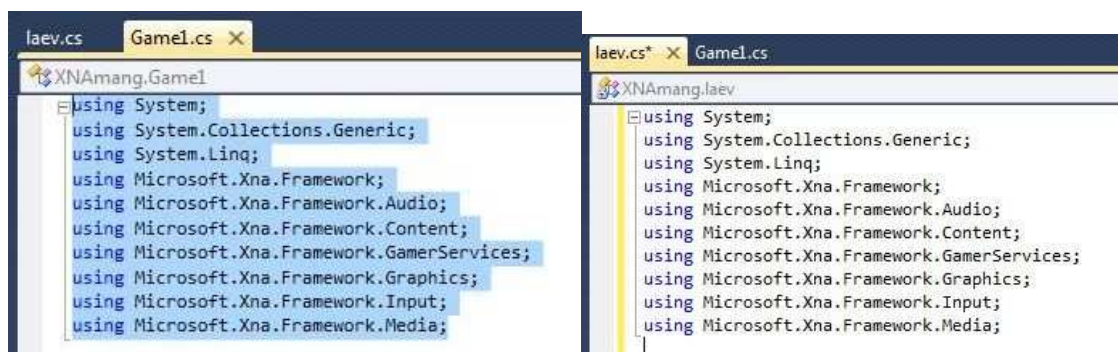 laev.cs Game1.cs
XNAmang.Game1
using System;
using System.Collections.Generic;
using System.Linq;
using Microsoft.Xna.Framework;
using Microsoft.Xna.Framework.Audio;
using Microsoft.Xna.Framework.Content;
using Microsoft.Xna.Framework.GamerServices;
using Microsoft.Xna.Framework.Graphics;
using Microsoft.Xna.Framework.Input;
using Microsoft.Xna.Framework.Media;
laev.cs* Game1.cs
XNAmang.laev
using System;
using System.Collections.Generic;
using System.Linq;
using Microsoft.Xna.Framework;
using Microsoft.Xna.Framework.Audio;
using Microsoft.Xna.Framework.Content;
using Microsoft.Xna.Framework.GamerServices;
using Microsoft.Xna.Framework.Graphics;
using Microsoft.Xna.Framework.Input;
using Microsoft.Xna.Framework.Media;